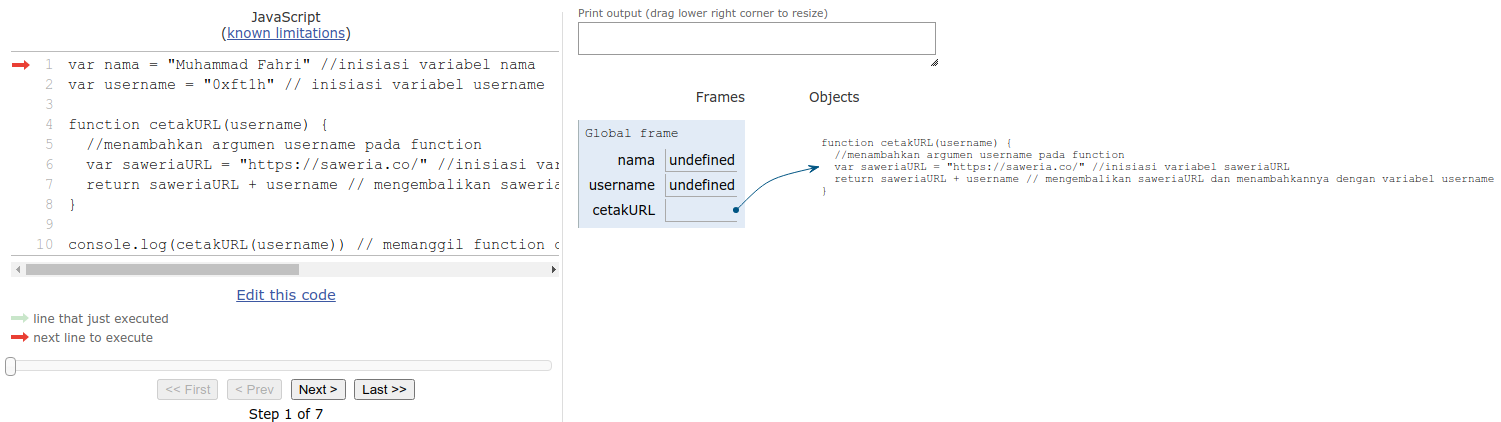 JavaScript
(known limitations)
1 var nama = "Muhammad Fahri" //inisiasi variabel nama
2 var username = "0xft1h" // inisiasi variabel username
3
4 function cetakURL(username) {
5 //menambahkan argumen username pada function
6 var saweriaURL = "https://saweria.co/" //inisiasi var
7 return saweriaURL + username // mengembalikan saweria
8 }
9
10 console.log(cetakURL(username)) // memanggil function c
Edit this code
line that just executed
next line to execute
<< First < Prev Next > Last >>
Step 1 of 7
Print output (drag lower right corner to resize)
Frames Objects
Global frame
nama undefined
username undefined
cetakURL
function cetakURL(username) {
//menambahkan argumen username pada function
var saweriaURL = "https://saweria.co/" //inisiasi variabel saweriaURL
return saweriaURL + username // mengembalikan saweriaURL dan menambahkannya dengan variabel username
}